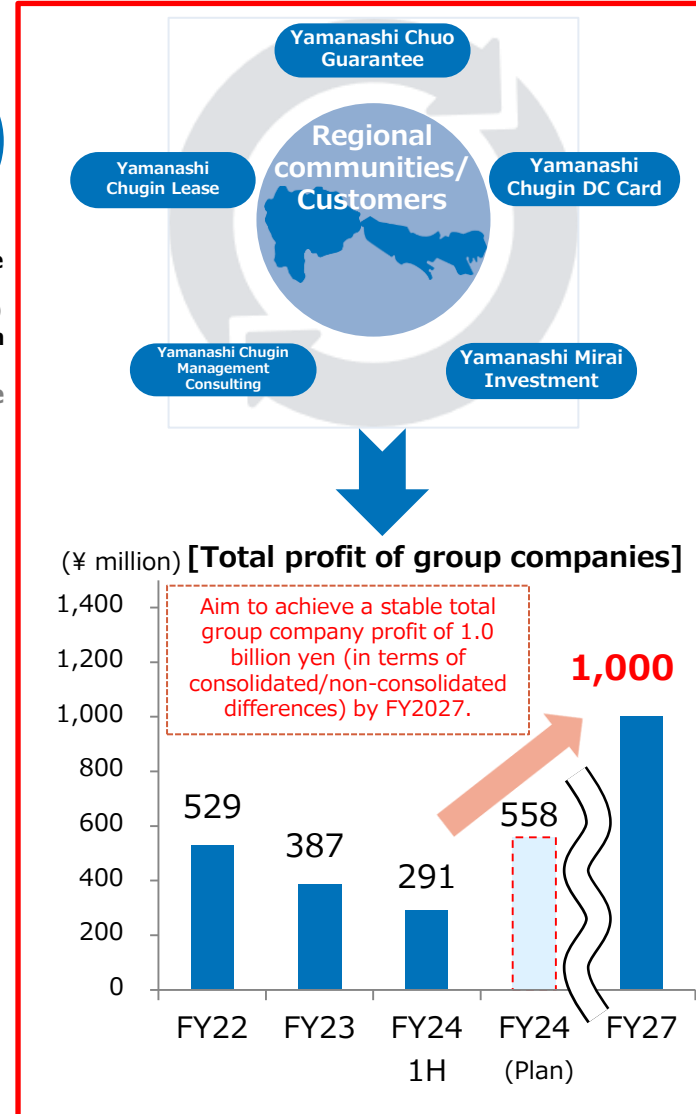 Yamanashi Chuo
Guarantee
Regional
communities/
Customers
Yamanashi
Chugin Lease
Yamanashi
Chugin DC Card
Yamanashi Chugin
Management
Consulting
Yamanashi Mirai
Investment
e
(¥ million) [Total profit of group companies]
Aim to achieve a stable total
group company profit of 1.0
billion yen (in terms of
consolidated/non-consolidated
differences) by FY2027.
1,400
1,200
1,000
800
600
400
200
0
529
387
291
558
1,000
FY22
FY23
FY24
1H
FY24
(Plan)
FY27